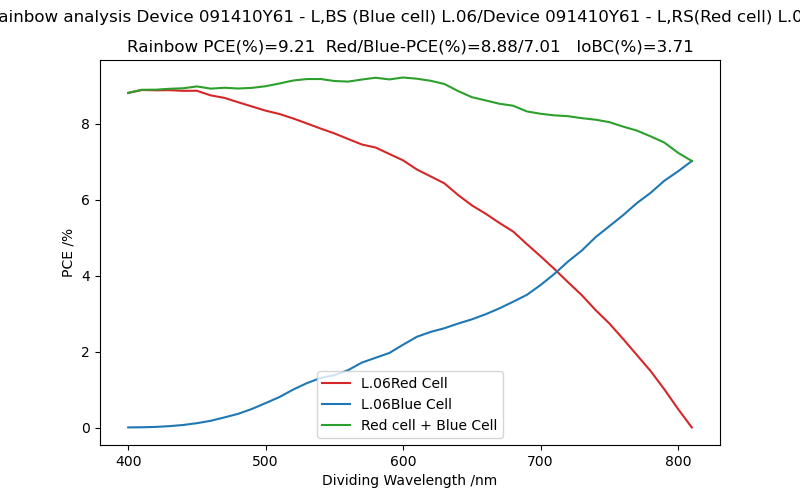 ainbow analysis Device 091410Y61 - L,BS (Blue cell) L.06/Device 091410Y61 - L,RS(Red cell) L.0
Rainbow PCE(%)=9.21 Red/Blue-PCE(%)=8.88/7.01 IoBC(%)=3.71
8
6
4
2
0
PCE /%
L.06Red Cell
L.06Blue Cell
Red cell + Blue Cell
400 500 600 700 800
Dividing Wavelength /nm